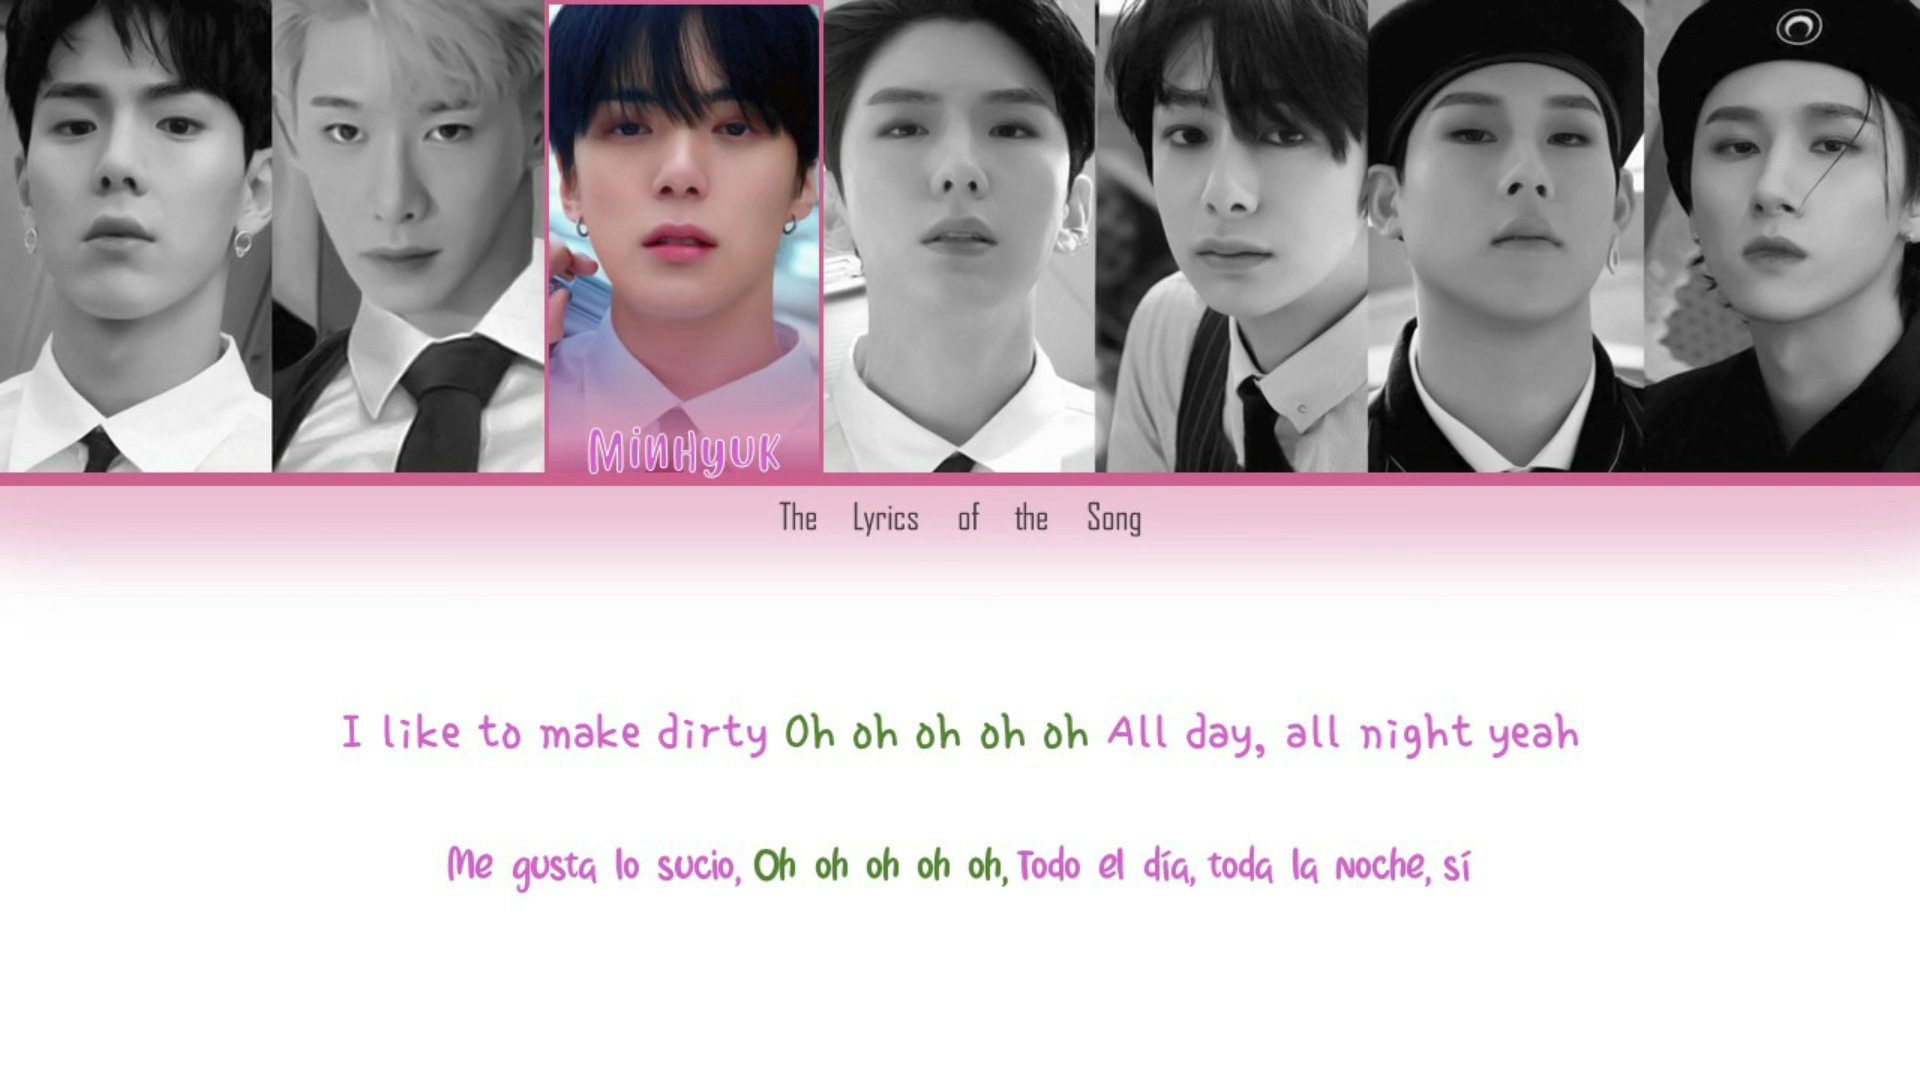 MinHyuk
The Lyrics of the Song
I like to make dirty Oh oh oh oh oh All day, all night yeah
Me gusta lo sucio, Oh oh oh oh oh, Todo el día, toda la noche, sí